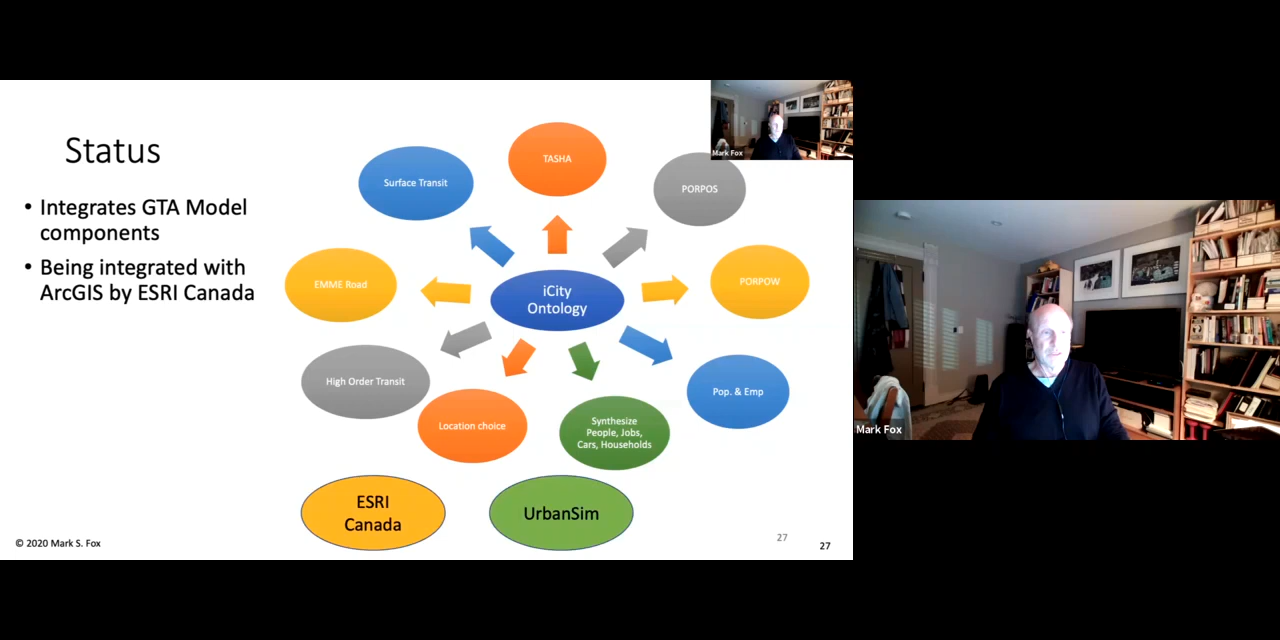 Status
• Integrates GTA Model
components
• Being integrated with
ArcGIS by ESRI Canada
Surface Transit
TASHA
PORPOS
EMME Road
iCity
Ontology
PORPOW
High Order Transit
Location choice
Synthesize
People, Jobs,
Cars, Households
Pop. & Emp
ESRI
Canada
UrbanSim
© 2020 Mark S. Fox
27
27
Mark Fox
Mark Fox